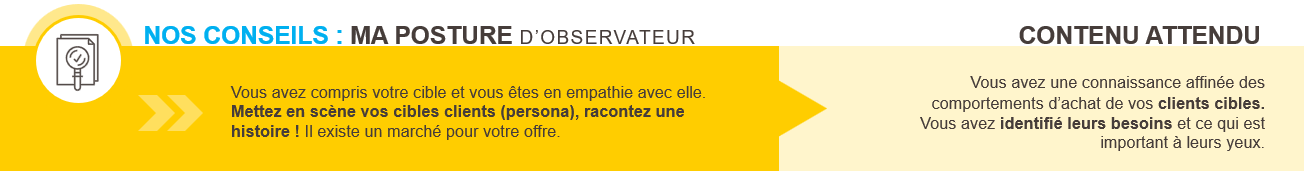 NOS CONSEILS : MA POSTURE D’OBSERVATEUR
Vous avez compris votre cible et vous êtes en empathie avec elle.
Mettez en scène vos cibles clients (persona), racontez une
histoire ! Il existe un marché pour votre offre.
CONTENU ATTENDU
Vous avez une connaissance affinée des
comportements d’achat de vos clients cibles.
Vous avez identifié leurs besoins et ce qui est
important à leurs yeux.